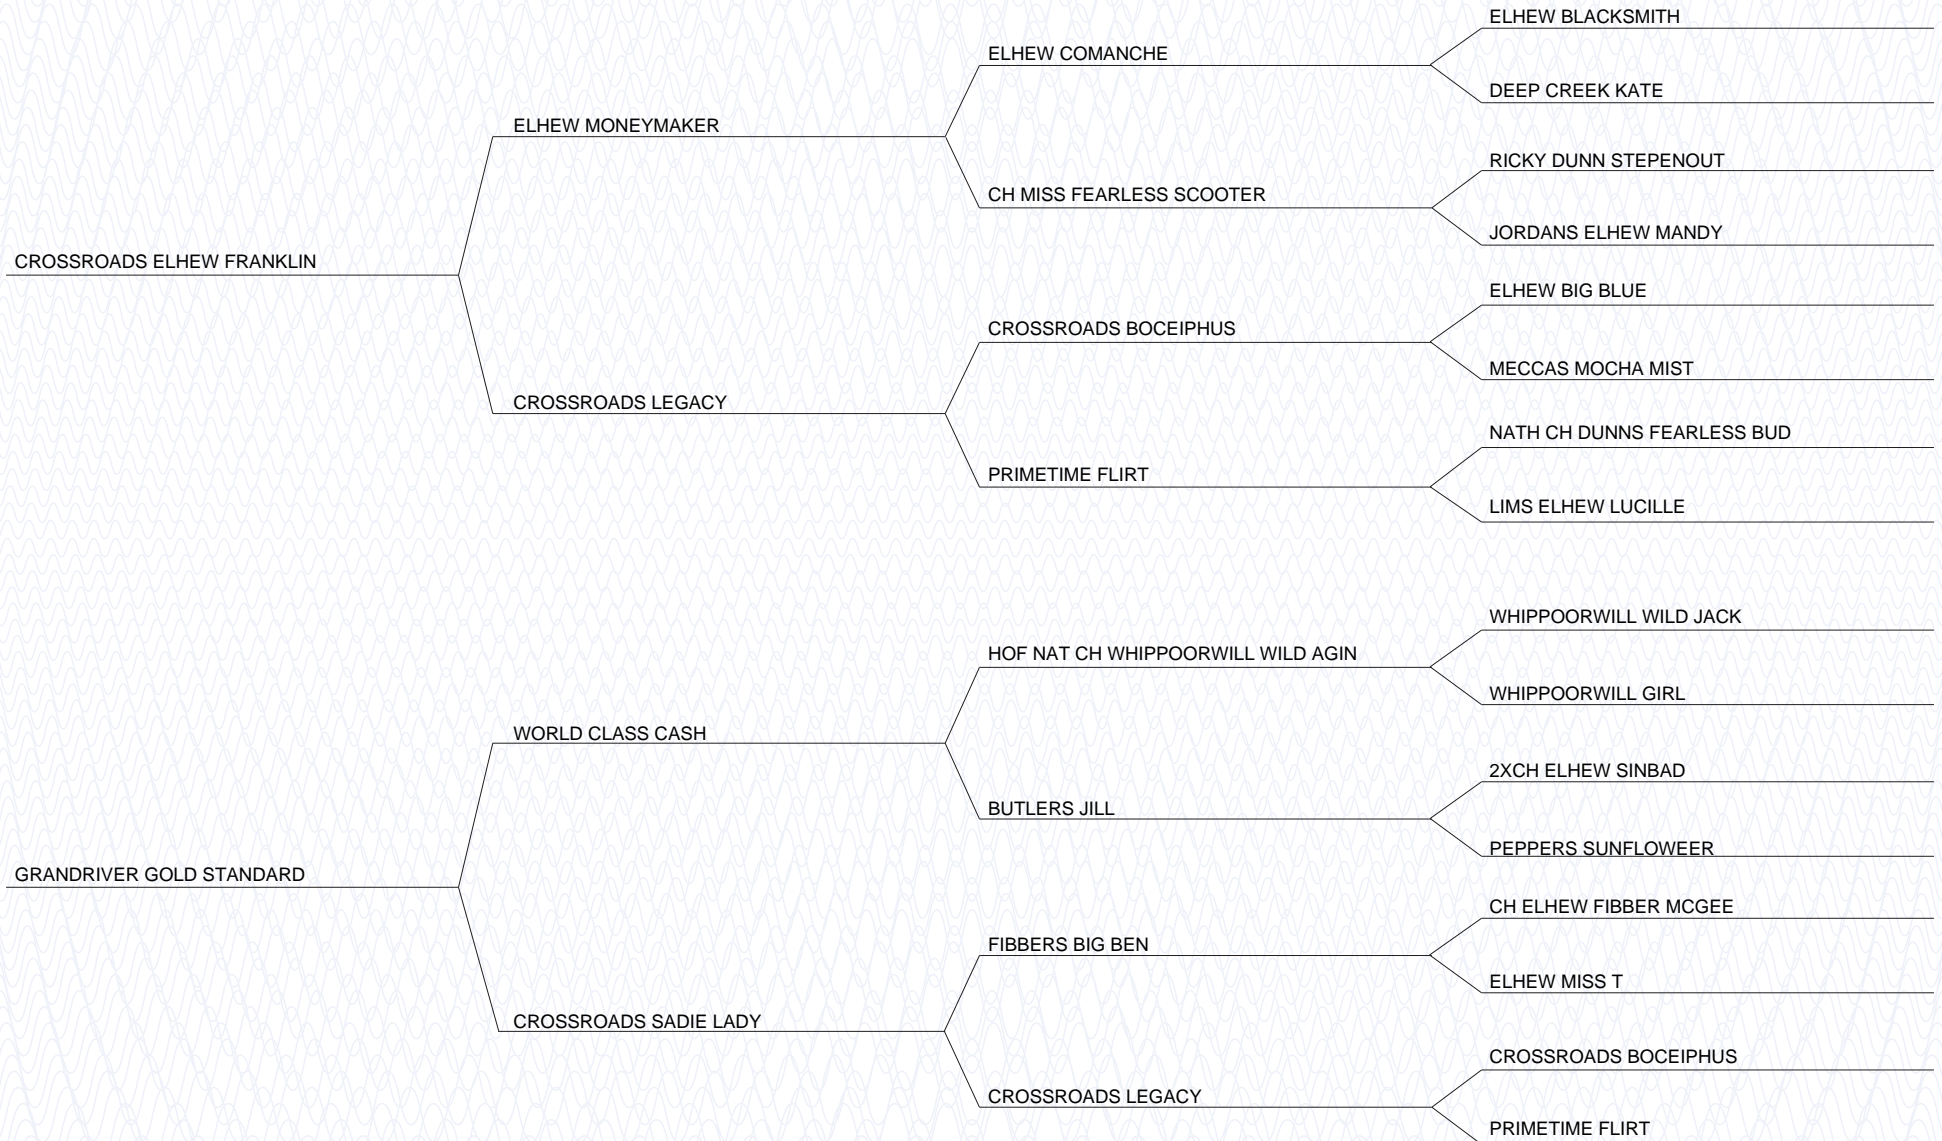 ELHEW BLACKSMITH
ELHEW COMANCHE
DEEP CREEK KATE
ELHEW MONEYMAKER
RICKY DUNN STEPENOUT
CH MISS FEARLESS SCOOTER
JORDANS ELHEW MANDY
CROSSROADS ELHEW FRANKLIN
ELHEW BIG BLUE
CROSSROADS BOCEIPHUS
MECCAS MOCHA MIST
CROSSROADS LEGACY
NATH CH DUNNS FEARLESS BUD
PRIMETIME FLIRT
LIMS ELHEW LUCILLE
WHIPPOORWILL WILD JACK
HOF NAT CH WHIPPOORWILL WILD AGIN
WHIPPOORWILL GIRL
WORLD CLASS CASH
2XCH ELHEW SINBAD
BUTLERS JILL
PEPPERS SUNFLOWEER
GRANDRIVER GOLD STANDARD
CH ELHEW FIBBER MCGEE
FIBBERS BIG BEN
ELHEW MISS T
CROSSROADS SADIE LADY
CROSSROADS BOCEIPHUS
CROSSROADS LEGACY
PRIMETIME FLIRT